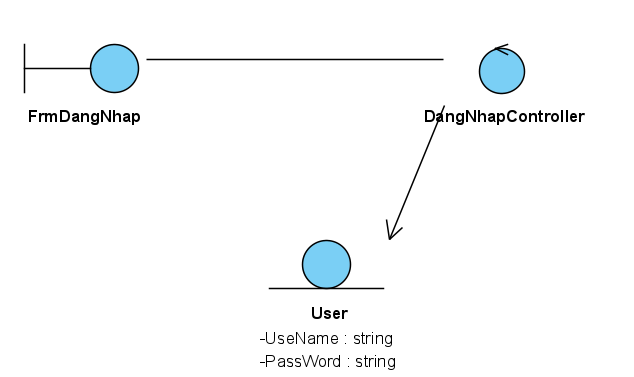 FrmDangNhap
DangNhapController
User
-UseName : string
-PassWord : string